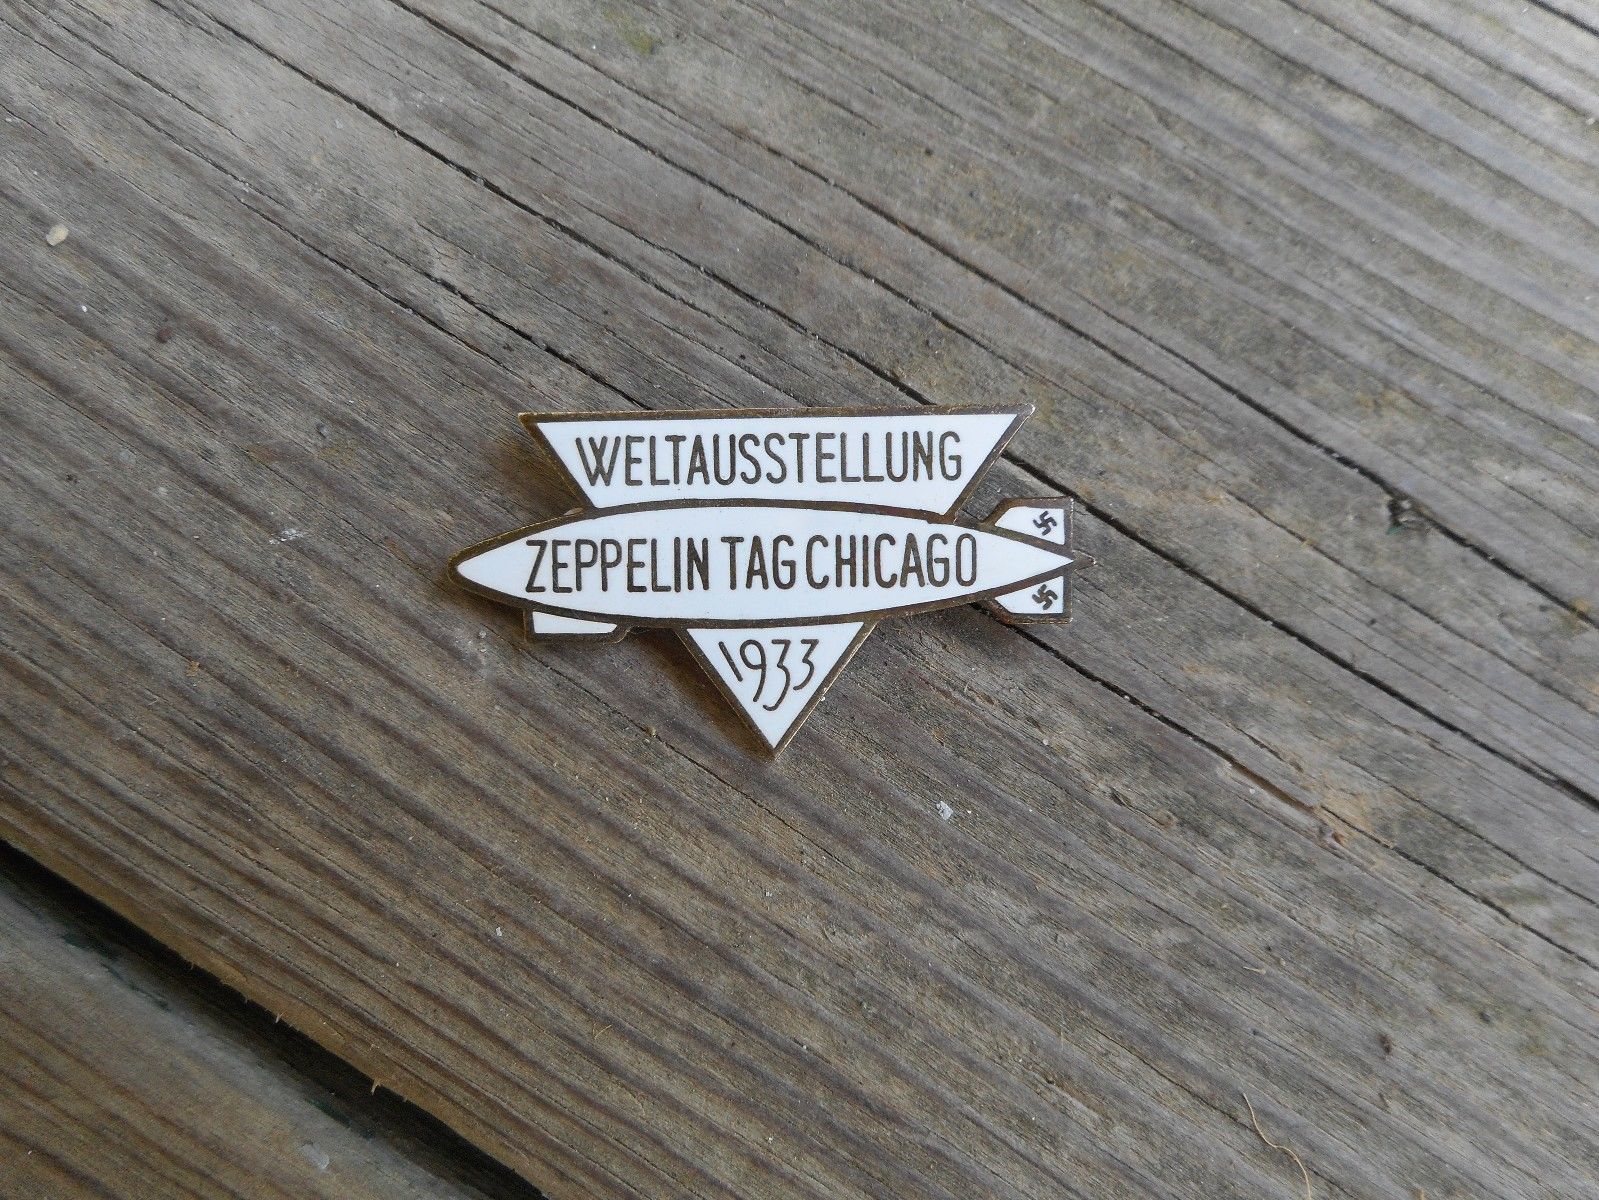 WELTAUSSTELLUNG
ZEPPELIN TAG CHICAGO
1933